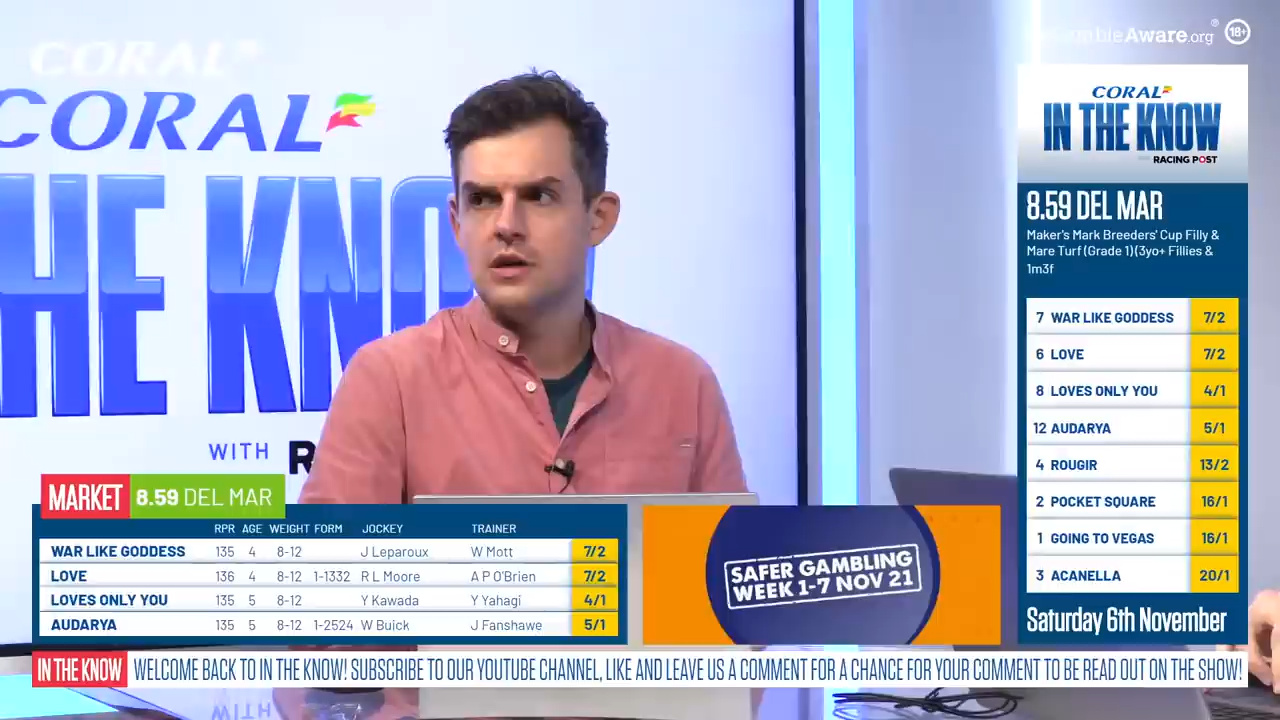 CORAL
AmbleAware.org® 18+
CORAL
HE KNO
WITH R
CORAL
IN THE KNOW
RACING POST
8.59 DEL MAR
Maker's Mark Breeders' Cup Filly &
Mare Turf (Grade 1) (3yo+ Fillies &
1m3f
7 WAR LIKE GODDESS 7/2
6 LOVE 7/2
8 LOVES ONLY YOU 4/1
12 AUDARYA 5/1
4 ROUGIR 13/2
2 POCKET SQUARE 16/1
1 GOING TO VEGAS 16/1
3 ACANELLA 20/1
Saturday 6th November
MARKET 8.59 DEL MAR
RPR AGE WEIGHT FORM JOCKEY TRAINER
WAR LIKE GODDESS 135 4 8-12 J Leparoux W Mott 7/2
LOVE 136 4 8-12 1-1332 R L Moore A P O'Brien 7/2
LOVES ONLY YOU 135 5 8-12 Y Kawada Y Yahagi 4/1
AUDARYA 135 5 8-12 1-2524 W Buick J Fanshawe 5/1
SAFER GAMBLING
WEEK 1-7 NOV 21
IN THE KNOW WELCOME BACK TO IN THE KNOW! SUBSCRIBE TO OUR YOUTUBE CHANNEL, LIKE AND LEAVE US A COMMENT FOR A CHANCE FOR YOUR COMMENT TO BE READ OUT ON THE SHOW!